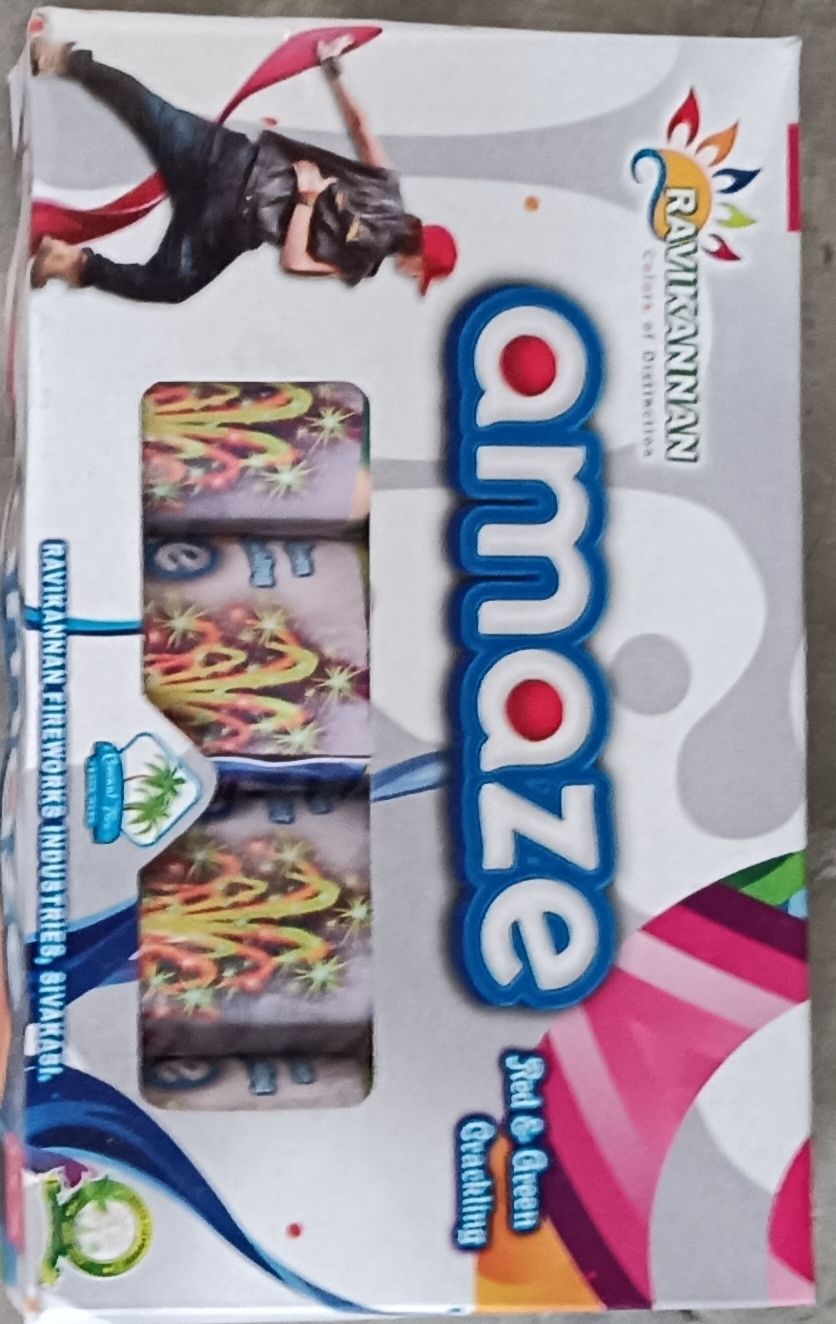 RAVIKANNAN
Colors of Distinction
amaze
Red & Green
Crackling
RAVIKANNAN FIREWORKS INDUSTRIES, SIVAKASI.